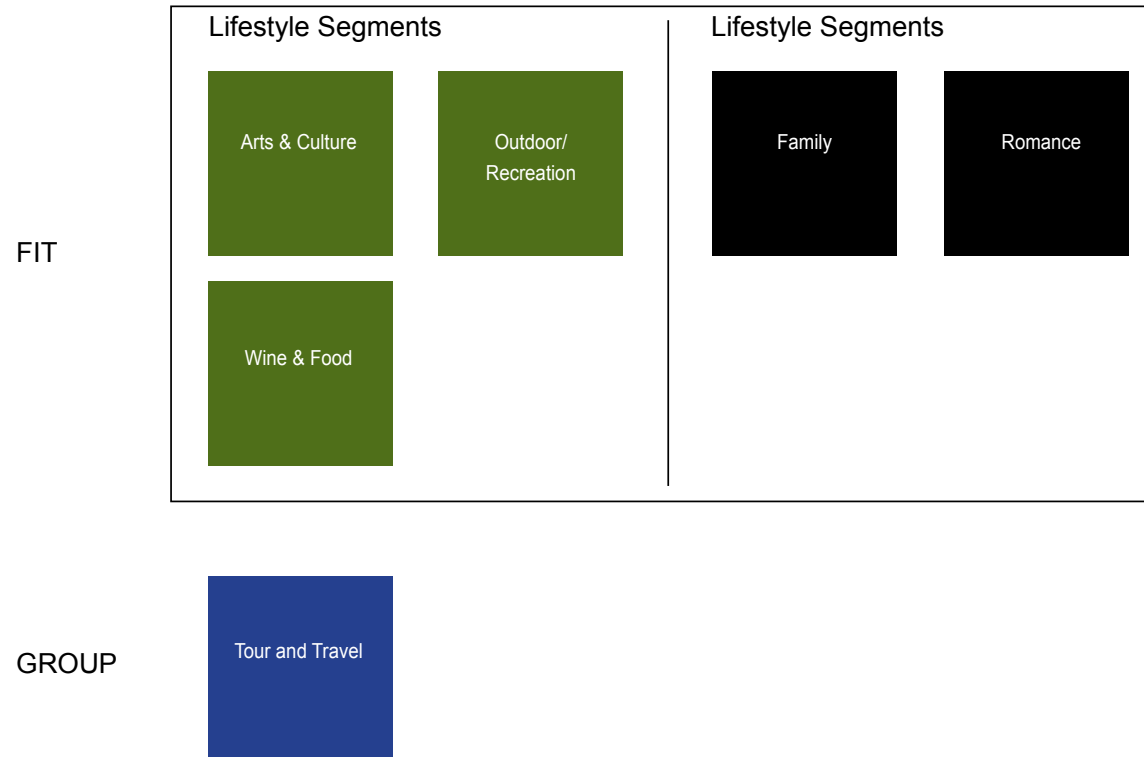 Lifestyle Segments
Lifestyle Segments
Arts & Culture
Outdoor/
Recreation
Family
Romance
FIT
Wine & Food
GROUP
Tour and Travel